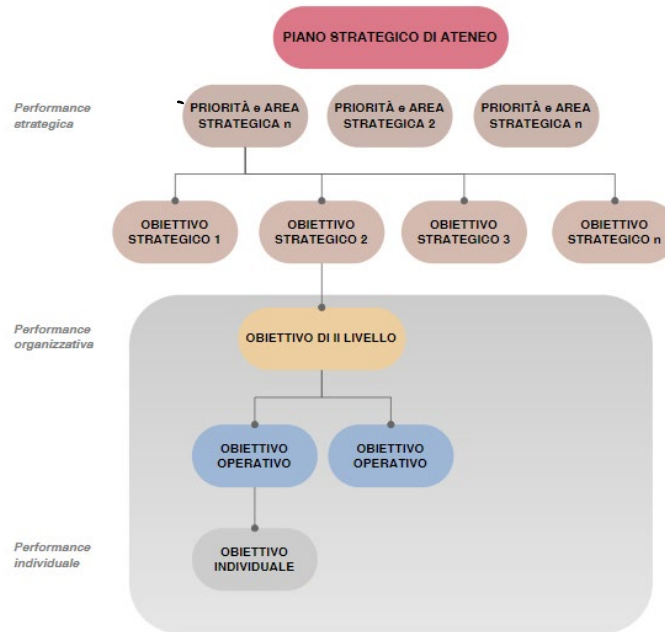 PIANO STRATEGICO DI ATENEO
Performance
strategica
PRIORITÀ e AREA
STRATEGICA n
PRIORITÀ e AREA
STRATEGICA 2
PRIORITÀ e AREA
STRATEGICA n
OBIETTIVO
STRATEGICO 1
OBIETTIVO
STRATEGICO 2
OBIETTIVO
STRATEGICO 3
OBIETTIVO
STRATEGICO n
Performance
organizzativa
OBIETTIVO DI II LIVELLO
OBIETTIVO
OPERATIVO
OBIETTIVO
OPERATIVO
Performance
individuale
OBIETTIVO
INDIVIDUALE